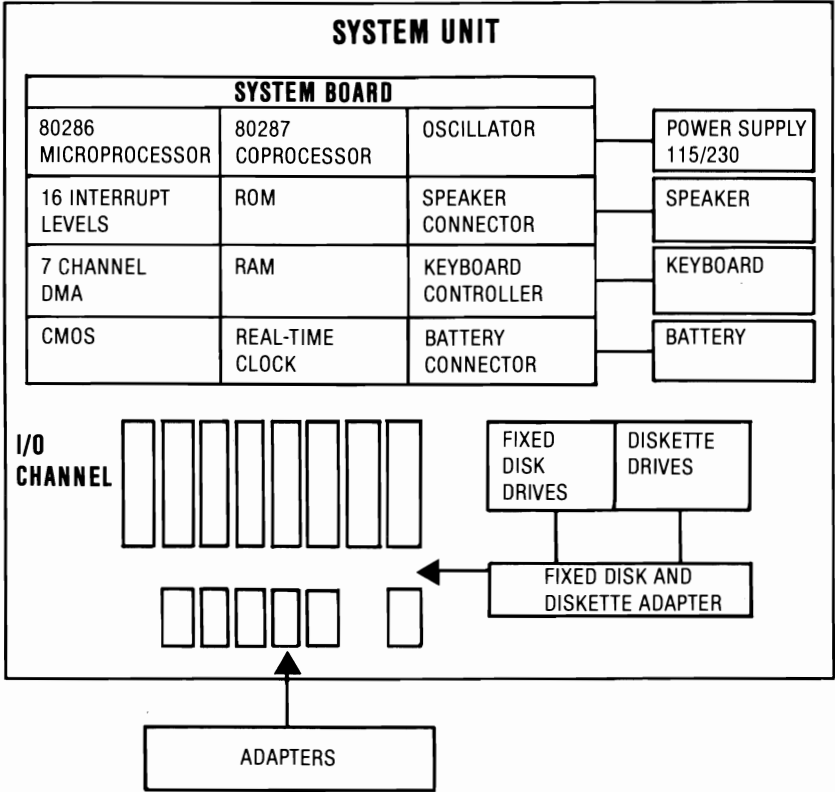 SYSTEM UNIT
SYSTEM BOARD
80286
MICROPROCESSOR
80287
COPROCESSOR
OSCILLATOR
POWER SUPPLY
115/230
16 INTERRUPT
LEVELS
ROM
SPEAKER
CONNECTOR
SPEAKER
7 CHANNEL
DMA
RAM
KEYBOARD
CONTROLLER
KEYBOARD
CMOS
REAL-TIME
CLOCK
BATTERY
CONNECTOR
BATTERY
I/O
CHANNEL
FIXED
DISK
DRIVES
DISKETTE
DRIVES
FIXED DISK AND
DISKETTE ADAPTER
ADAPTERS